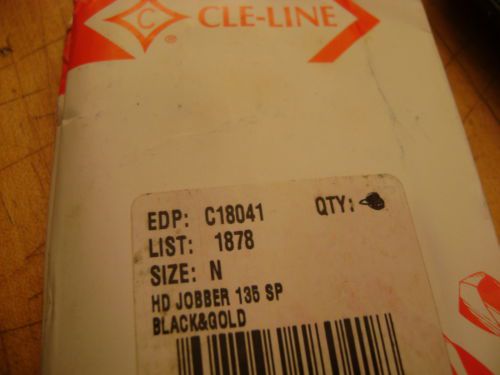 C CLE-LINE
®
EDP: C18041 QTY:
LIST: 1878
SIZE: N
HD JOBBER 135 SP
BLACK&GOLD